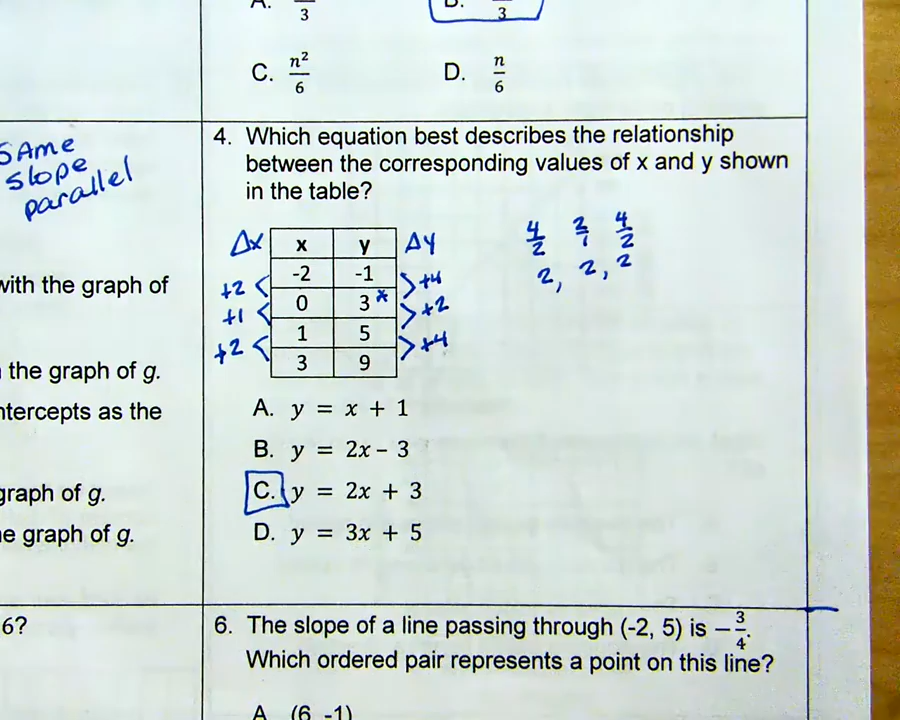 A. 3
B. 3
C. n²/6 D. n/6
SAme
slope
parallel
4. Which equation best describes the relationship
between the corresponding values of x and y shown
in the table?
4/2 2/1 4/2
2, 2, 2
Δx x y Δy
-2 -1
+2 +4
0 3*
+1 +2
1 5
+2 +4
3 9
with the graph of
the graph of g.
ntercepts as the
graph of g.
e graph of g.
A. y = x + 1
B. y = 2x - 3
C. y = 2x + 3
D. y = 3x + 5
6?
6. The slope of a line passing through (-2, 5) is -3/4.
Which ordered pair represents a point on this line?
A (6, -1)